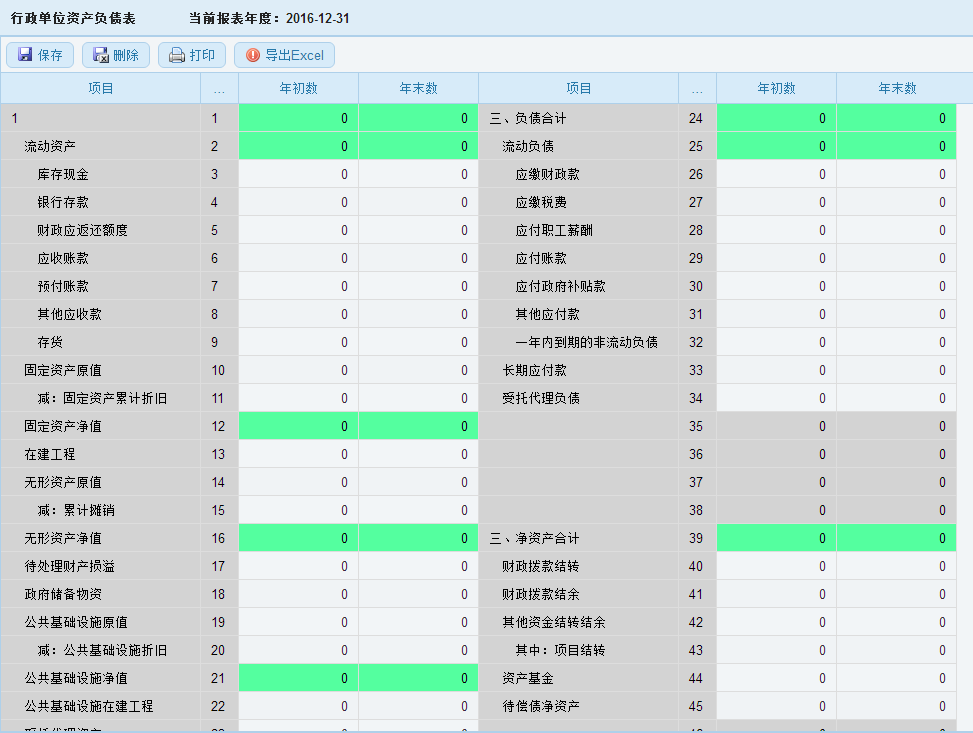 行政单位资产负债表 当前报表年度：2016-12-31
保存 删除 打印 导出Excel
项目 ... 年初数 年末数 项目 ... 年初数 年末数
1 1 0 0 三、负债合计 24 0 0
流动资产 2 0 0 流动负债 25 0 0
库存现金 3 0 0 应缴财政款 26 0 0
银行存款 4 0 0 应缴税费 27 0 0
财政应返还额度 5 0 0 应付职工薪酬 28 0 0
应收账款 6 0 0 应付账款 29 0 0
预付账款 7 0 0 应付政府补贴款 30 0 0
其他应收款 8 0 0 其他应付款 31 0 0
存货 9 0 0 一年内到期的非流动负债 32 0 0
固定资产原值 10 0 0 长期应付款 33 0 0
减：固定资产累计折旧 11 0 0 受托代理负债 34 0 0
固定资产净值 12 0 0 35 0 0
在建工程 13 0 0 36 0 0
无形资产原值 14 0 0 37 0 0
减：累计摊销 15 0 0 38 0 0
无形资产净值 16 0 0 三、净资产合计 39 0 0
待处理财产损溢 17 0 0 财政拨款结转 40 0 0
政府储备物资 18 0 0 财政拨款结余 41 0 0
公共基础设施原值 19 0 0 其他资金结转结余 42 0 0
减：公共基础设施折旧 20 0 0 其中：项目结转 43 0 0
公共基础设施净值 21 0 0 资产基金 44 0 0
公共基础设施在建工程 22 0 0 待偿债净资产 45 0 0